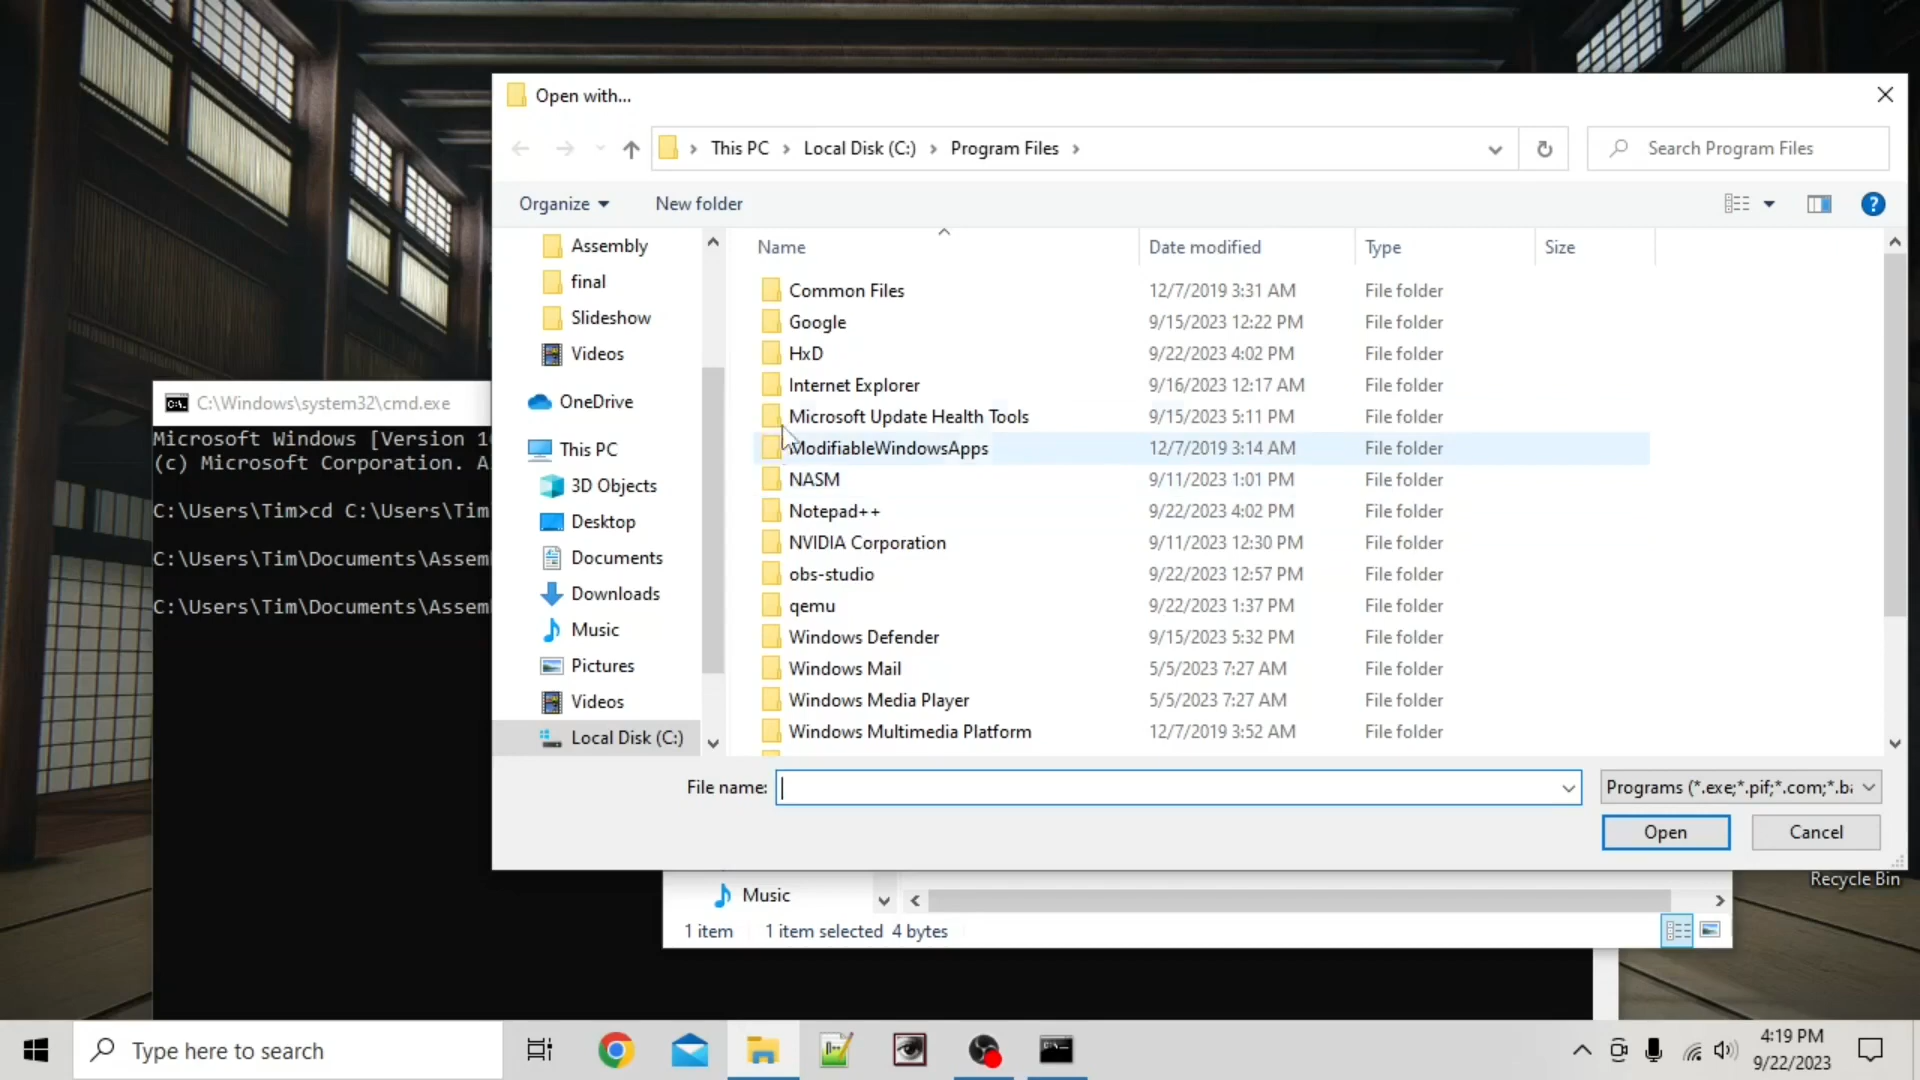 Open with...
This PC
Local Disk (C:)
Program Files
Search Program Files
Organize
New folder
Assembly
final
Slideshow
Videos
OneDrive
This PC
3D Objects
Desktop
Documents
Downloads
Music
Pictures
Videos
Local Disk (C:)
Name Date modified Type Size
Common Files 12/7/2019 3:31 AM File folder
Google 9/15/2023 12:22 PM File folder
HxD 9/22/2023 4:02 PM File folder
Internet Explorer 9/16/2023 12:17 AM File folder
Microsoft Update Health Tools 9/15/2023 5:11 PM File folder
ModifiableWindowsApps 12/7/2019 3:14 AM File folder
NASM 9/11/2023 1:01 PM File folder
Notepad++ 9/22/2023 4:02 PM File folder
NVIDIA Corporation 9/11/2023 12:30 PM File folder
obs-studio 9/22/2023 12:57 PM File folder
qemu 9/22/2023 1:37 PM File folder
Windows Defender 9/15/2023 5:32 PM File folder
Windows Mail 5/5/2023 7:27 AM File folder
Windows Media Player 5/5/2023 7:27 AM File folder
Windows Multimedia Platform 12/7/2019 3:52 AM File folder
File name:
Programs (*.exe;*.pif;*.com;*.ba
Open
Cancel
C:\Windows\system32\cmd.exe
Microsoft Windows [Version 1
(c) Microsoft Corporation. A
C:\Users\Tim>cd C:\Users\Tim
C:\Users\Tim\Documents\Assem
C:\Users\Tim\Documents\Assem
Recycle Bin
Music
1 item 1 item selected 4 bytes
Type here to search
4:19 PM
9/22/2023